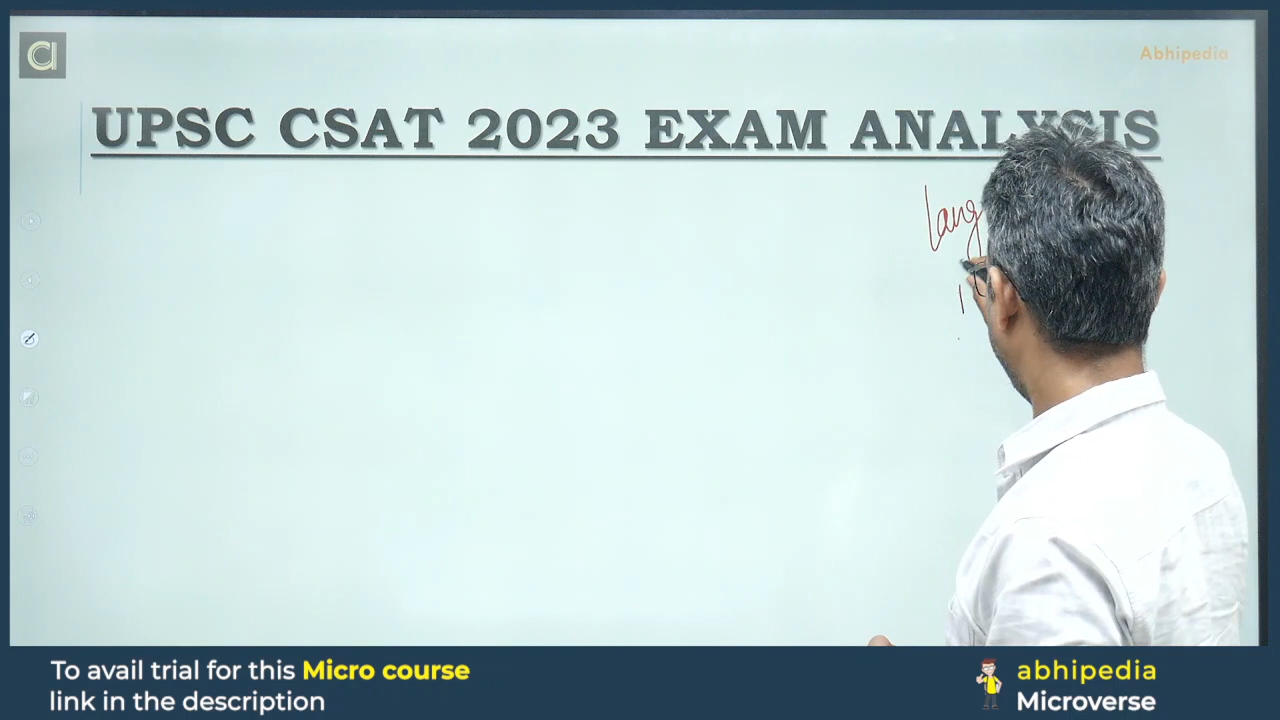 Abhipedia
UPSC CSAT 2023 EXAM ANALYSIS
lang
To avail trial for this Micro course
link in the description
abhipedia
Microverse